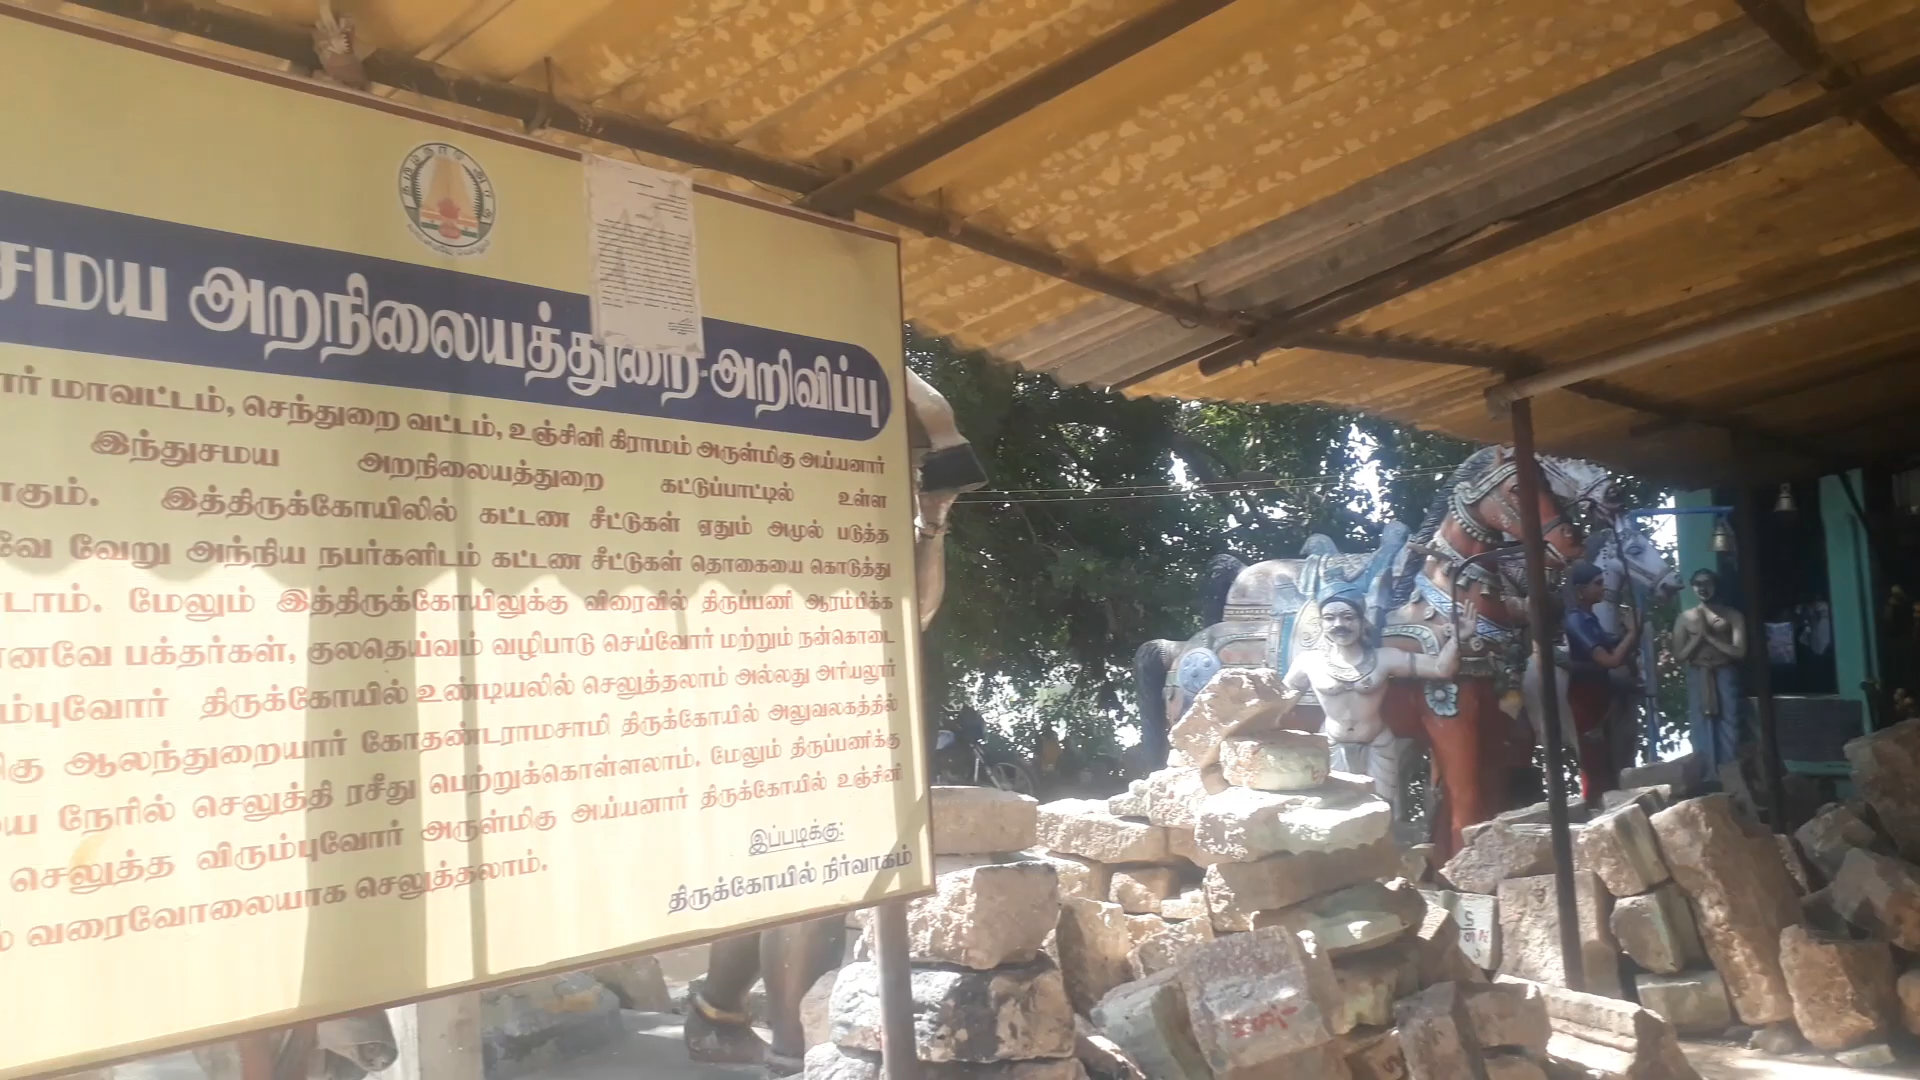 சமய அறநிலையத்துறை-அறிவிப்பு
மாவட்டம், செந்துறை வட்டம், உஞ்சினி கிராமம் அருள்மிகு அய்யனார்
இந்துசமய அறநிலையத்துறை கட்டுப்பாட்டில் உள்ள
இத்திருக்கோயிலில் கட்டண சீட்டுகள் ஏதும் அமுல் படுத்த
வேறு அந்நிய நபர்களிடம் கட்டண சீட்டுகள் தொகையை கொடுத்து
மேலும் இத்திருக்கோயிலுக்கு விரைவில் திருப்பணி ஆரம்பிக்க
பக்தர்கள், குலதெய்வம் வழிபாடு செய்வோர் மற்றும் நன்கொடை
திருக்கோயில் உண்டியலில் செலுத்தலாம் அல்லது அரியலூர்
ஆலந்துறையார் கோதண்டராமசாமி திருக்கோயில் அலுவலகத்தில்
நேரில் செலுத்தி ரசீது பெற்றுக்கொள்ளலாம். மேலும் திருப்பணிக்கு
செலுத்த விரும்புவோர் அருள்மிகு அய்யனார் திருக்கோயில் உஞ்சினி
வரைவோலையாக செலுத்தலாம்.
இப்படிக்கு:
திருக்கோயில் நிர்வாகம்